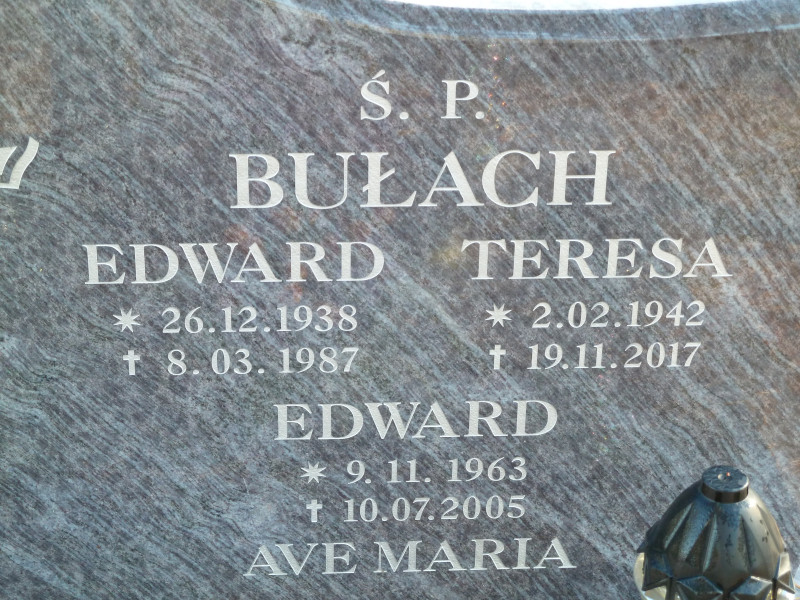 Ś. P.
BUŁACH
EDWARD TERESA
✷ 26.12.1938 ✷ 2.02.1942
✝ 8.03.1987 ✝ 19.11.2017
EDWARD
✷ 9.11.1963
✝ 10.07.2005
AVE MARIA